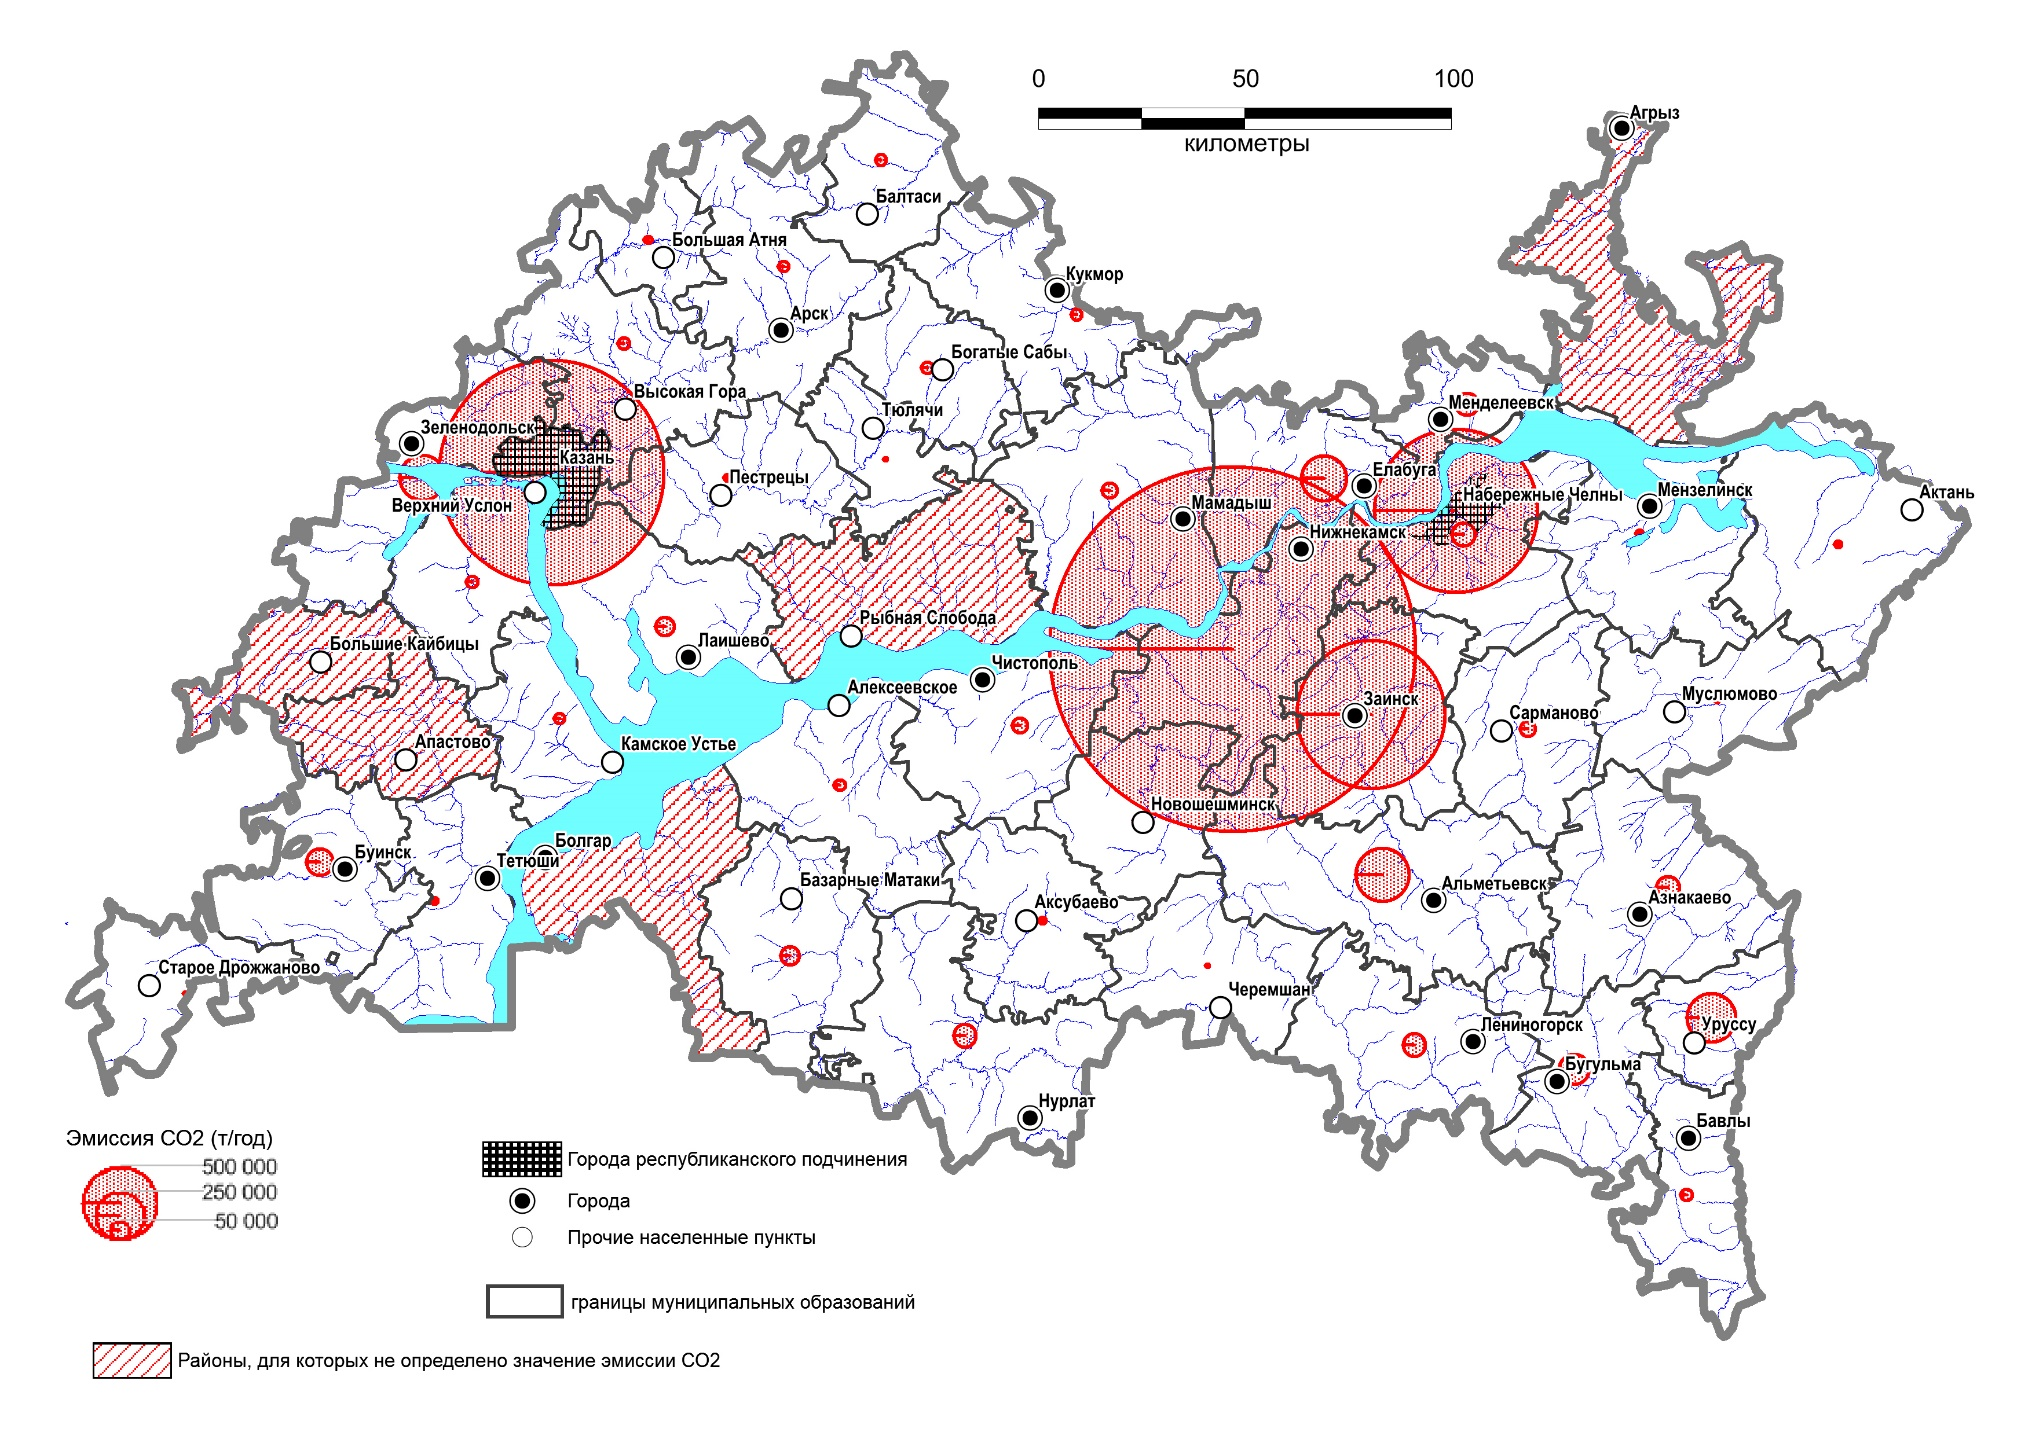 0 50 100
километры
Агрыз
Балтаси
Большая Атня
Кукмор
Арск
Богатые Сабы
Высокая Гора
Тюлячи
Менделеевск
Зеленодольск
Казань
Пестрецы
Елабуга
Набережные Челны
Мензелинск
Актань
Верхний Услон
Мамадыш
Нижнекамск
Рыбная Слобода
Большие Кайбицы
Лаишево
Чистополь
Алексеевское
Заинск
Муслюмово
Сарманово
Апастово
Камское Устье
Новошешминск
Болгар
Буинск
Тетюши
Базарные Матаки
Аксубаево
Альметьевск
Азнакаево
Старое Дрожжаново
Черемшан
Лениногорск
Уруссу
Бугульма
Нурлат
Бавлы
Эмиссия СО2 (т/год)
500 000
250 000
50 000
Города республиканского подчинения
Города
Прочие населенные пункты
границы муниципальных образований
Районы, для которых не определено значение эмиссии СО2